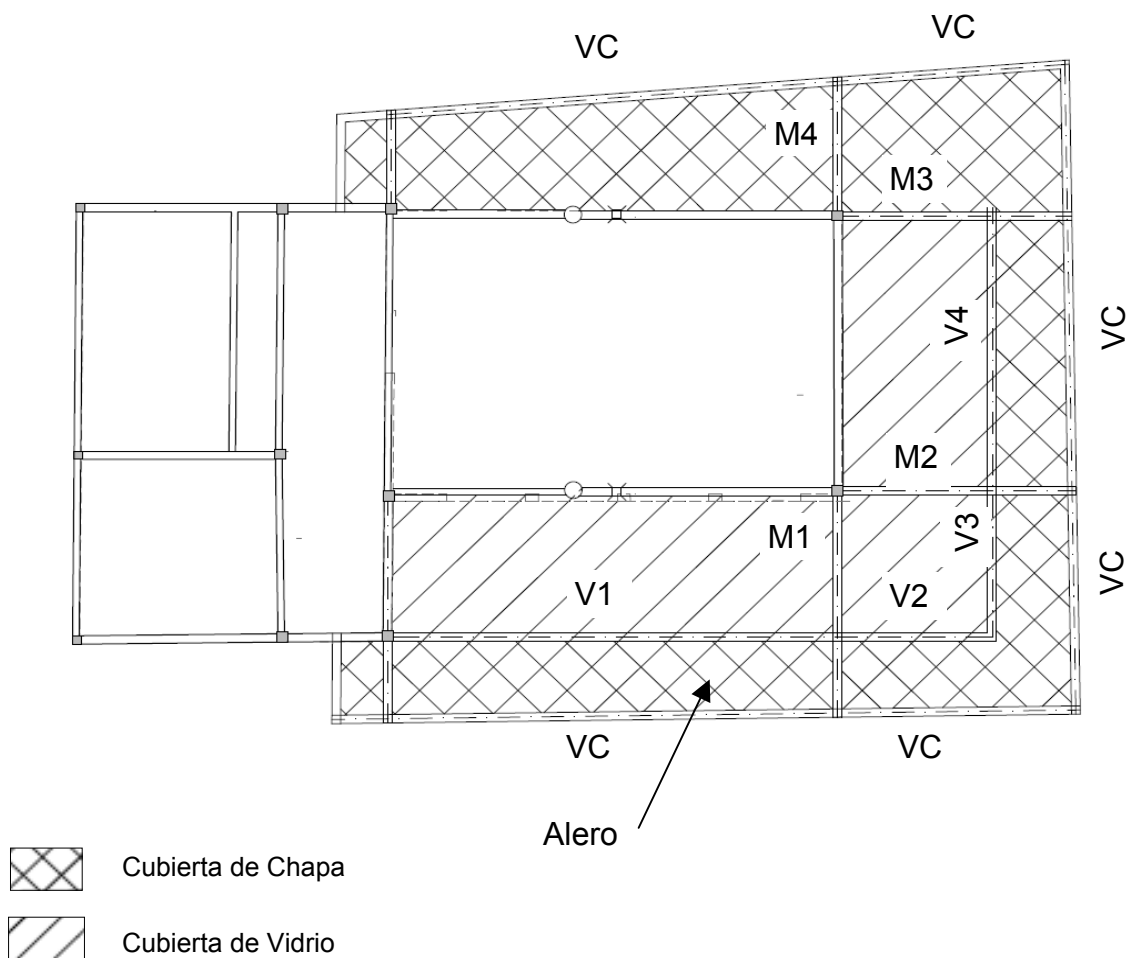 VC
VC
M4
M3
V4
VC
M2
M1
V3
V1
V2
VC
VC
VC
Alero
Cubierta de Chapa
Cubierta de Vidrio